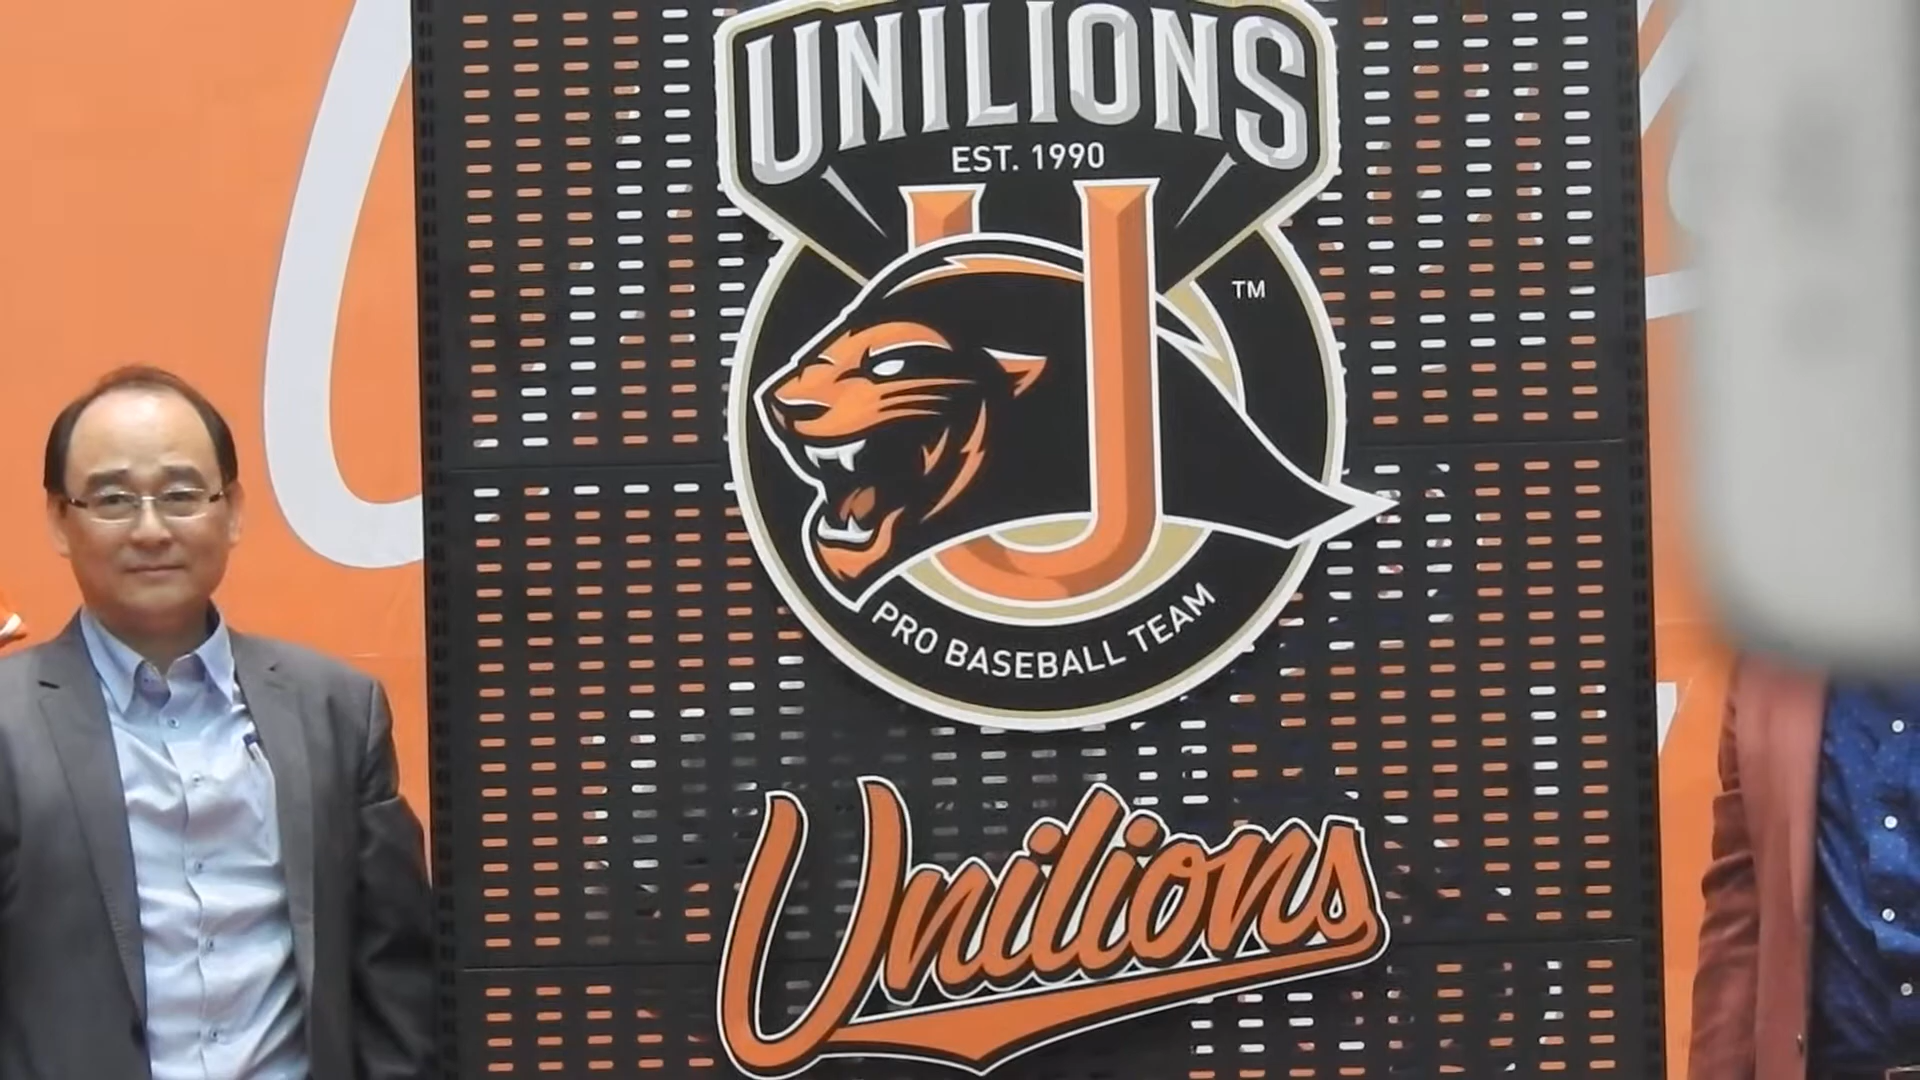 UNILIONS
EST. 1990
TM
PRO BASEBALL TEAM
Unilions